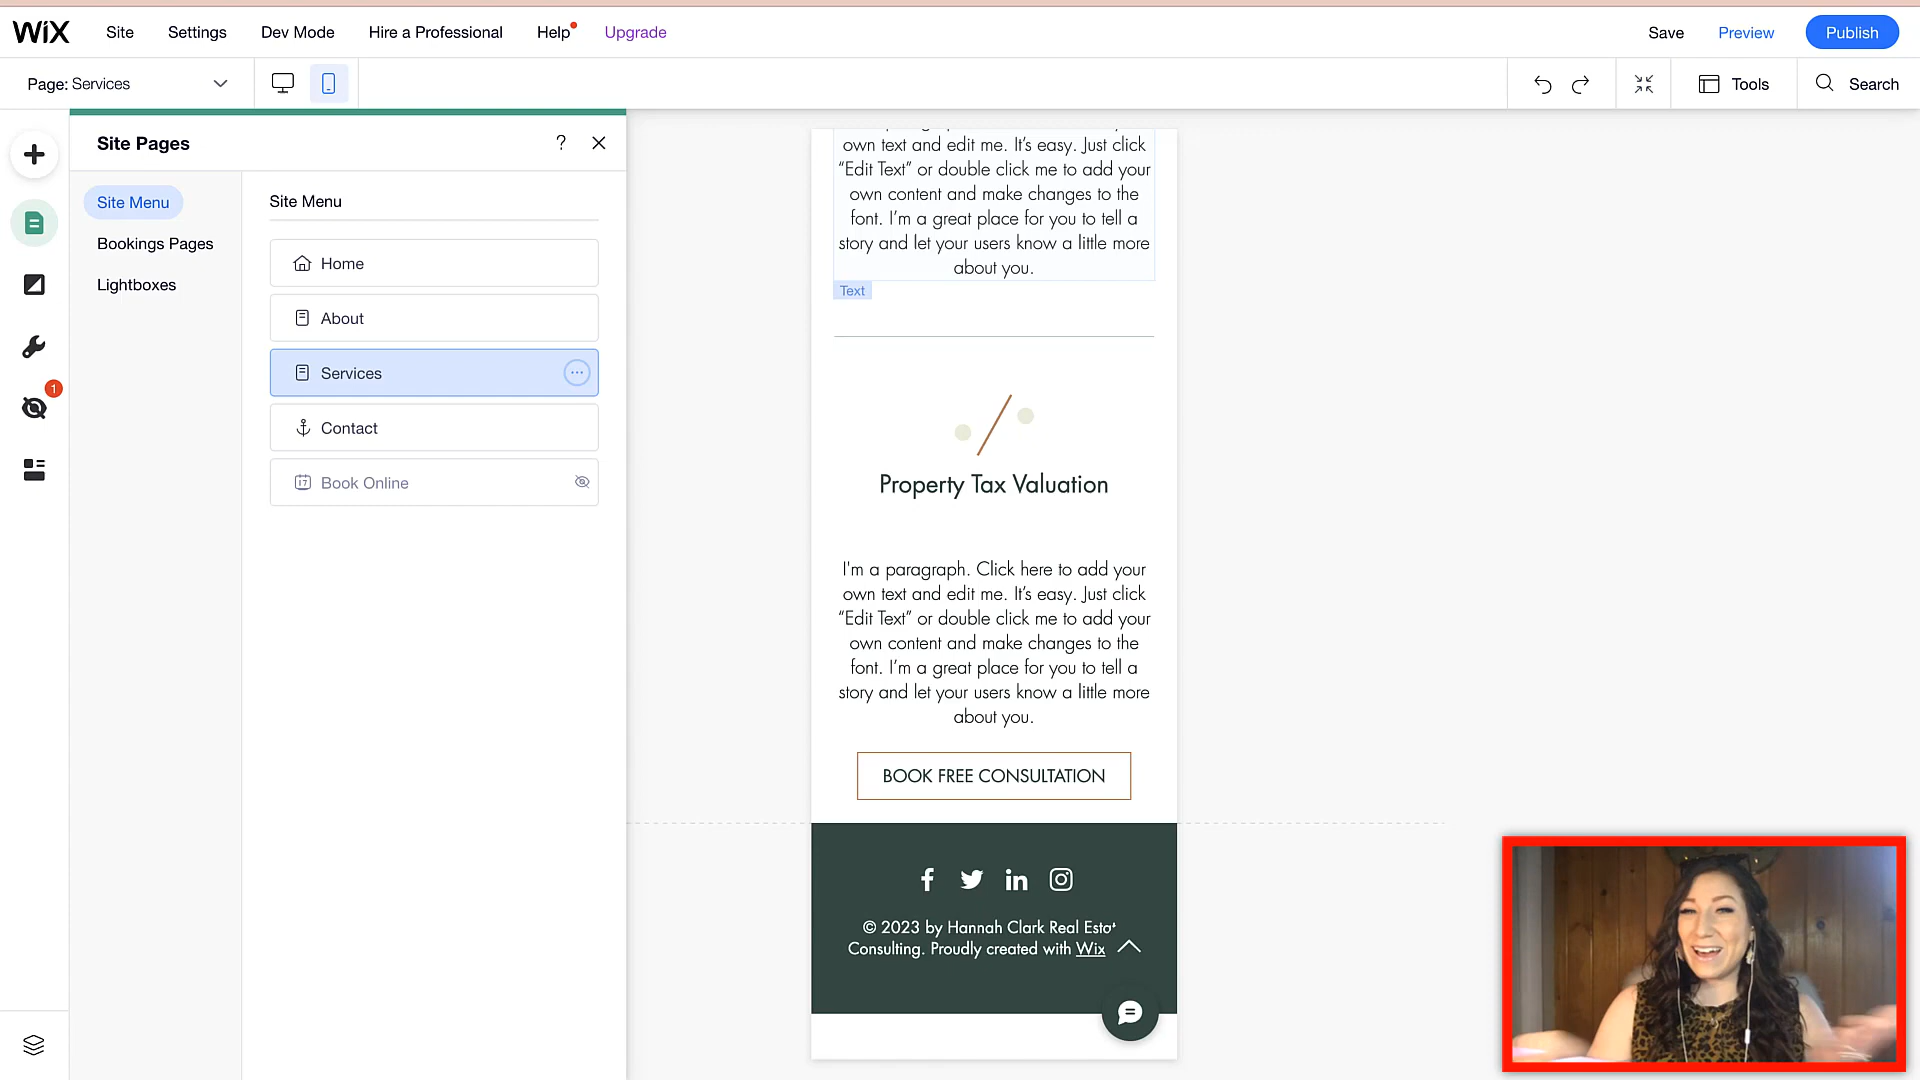 WiX
Site
Settings
Dev Mode
Hire a Professional
Help
Upgrade
Save
Preview
Publish
Page: Services
Tools
Search
Site Pages
?
Site Menu
Bookings Pages
Lightboxes
Site Menu
Home
About
Services
Contact
17
Book Online
1
own text and edit me. It’s easy. Just click
“Edit Text” or double click me to add your
own content and make changes to the
font. I’m a great place for you to tell a
story and let your users know a little more
about you.
Text
Property Tax Valuation
I'm a paragraph. Click here to add your
own text and edit me. It’s easy. Just click
“Edit Text” or double click me to add your
own content and make changes to the
font. I’m a great place for you to tell a
story and let your users know a little more
about you.
BOOK FREE CONSULTATION
© 2023 by Hannah Clark Real
Consulting. Proudly created with Wix